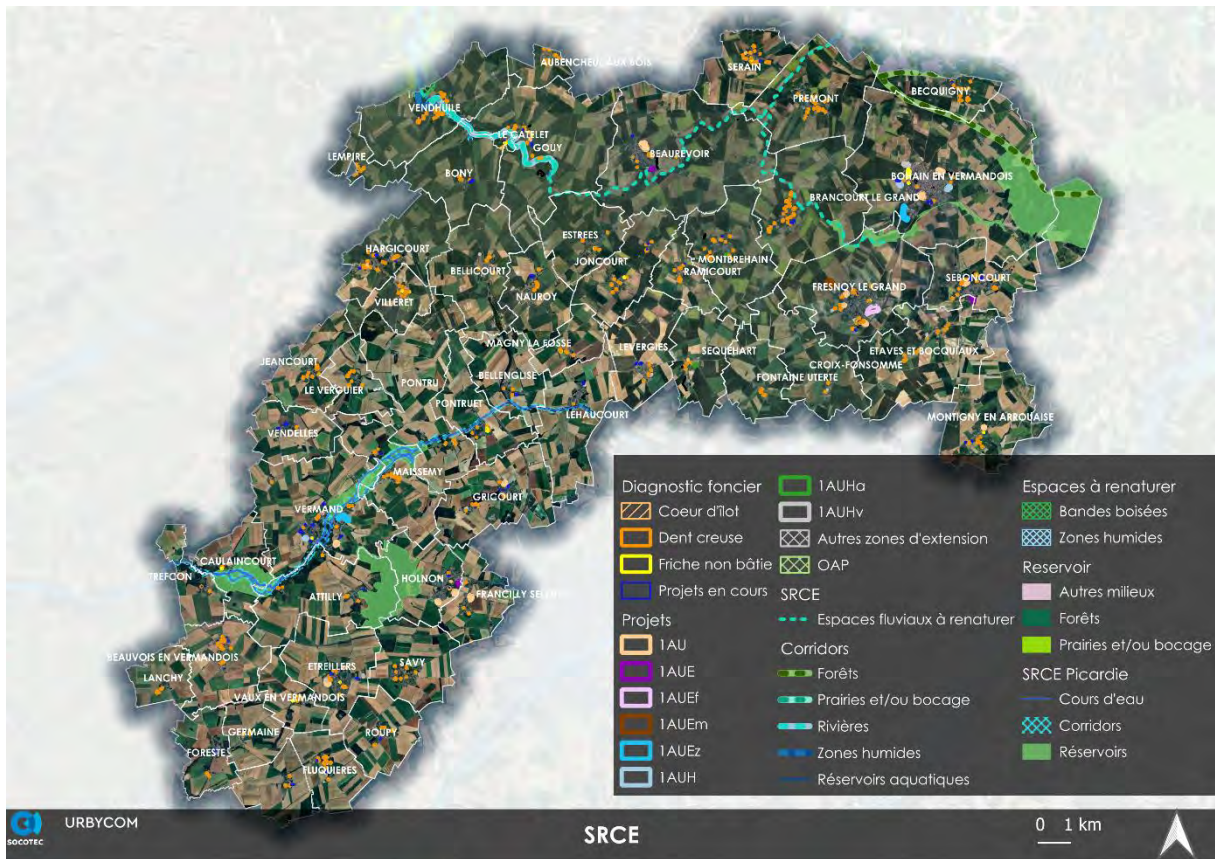 AUBENCHEUL AUX BOIS
SERAIN
BECQUIGNY
VENDHUILE
PREMONT
LE CATELET
GOUY
BEAUREVOIR
LEMPIRE
BONY
BOHAIN EN VERMANDOIS
BRANCOURT LE GRAND
ESTREES
HARGICOURT
BELLICOURT
JONCOURT
MONTBREHAIN
RAMICOURT
SEBONCOURT
VILLERET
NAUROY
FRESNOY LE GRAND
MAGNY LA FOSSE
LEVERGIES
SEQUEHART
ETAVES ET BOCQUIAUX
JEANCOURT
CROIX-FONSOMME
LE VERGUIER
PONTRU
BELLENGLISE
FONTAINE UTERTE
PONTRUET
LEHAUCOURT
MONTIGNY EN ARROUAISE
VENDELLES
MAISSEMY
GRICOURT
VERMAND
CAULAINCOURT
TREFCON
HOLNON
ATTILLY
FRANCILLY
BEAUVOIS EN VERMANDOIS
ETREILLERS
SAVY
LANCHY
VAUX EN VERMANDOIS
GERMAINE
ROUPY
FORESTE
FLUQUIERES
Diagnostic foncier
Coeur d'îlot
Dent creuse
Friche non bâtie
Projets en cours
Projets
1AU
1AUE
1AUEf
1AUEm
1AUEz
1AUH
1AUHa
1AUHv
Autres zones d'extension
OAP
SRCE
Espaces fluviaux à renaturer
Corridors
Forêts
Prairies et/ou bocage
Rivières
Zones humides
Réservoirs aquatiques
Espaces à renaturer
Bandes boisées
Zones humides
Reservoir
Autres milieux
Forêts
Prairies et/ou bocage
SRCE Picardie
Cours d'eau
Corridors
Réservoirs
SOCOTEC
URBYCOM
SRCE
0 1 km